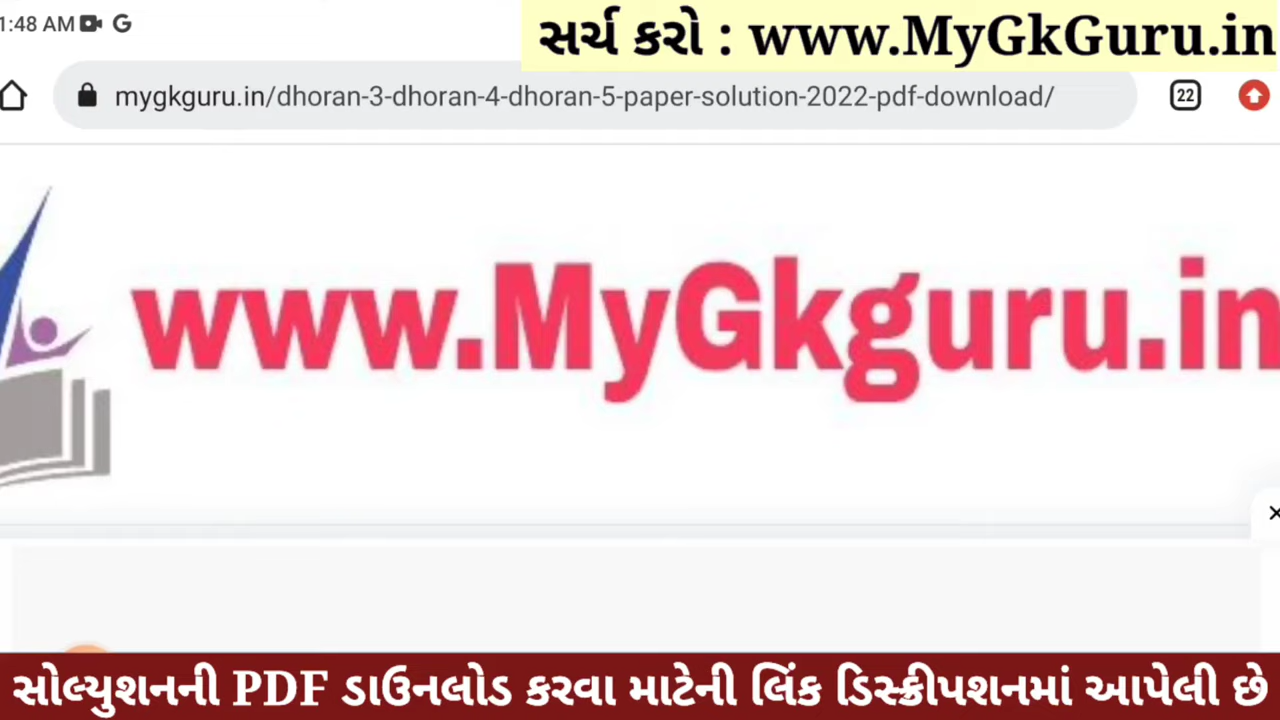 1:48 AM G
સર્ચ કરો : www.MyGkGuru.in
mygkguru.in/dhoran-3-dhoran-4-dhoran-5-paper-solution-2022-pdf-download/
22
www.MyGkguru.in
સોલ્યુશનની PDF ડાઉનલોડ કરવા માટેની લિંક ડિસ્ક્રીપશનમાં આપેલી છે